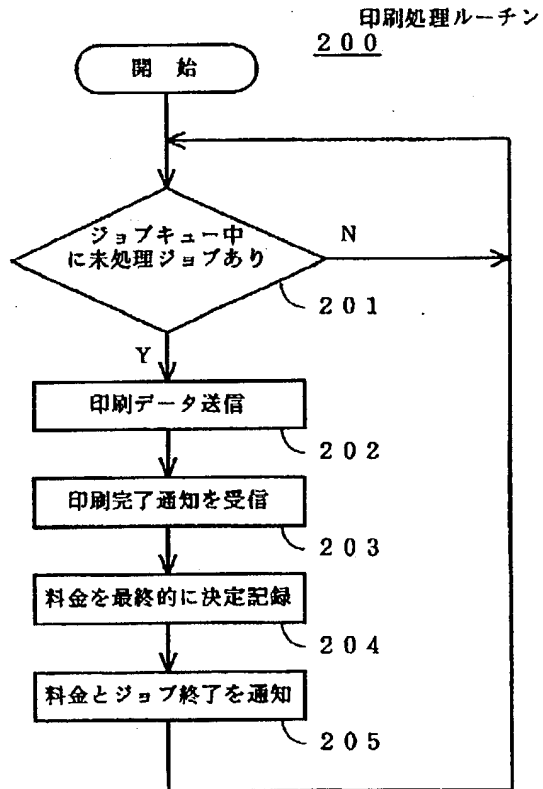 印刷処理ルーチン
200
開 始
ジョブキュー中
に未処理ジョブあり
N
201
Y
印刷データ送信
202
印刷完了通知を受信
203
料金を最終的に決定記録
204
料金とジョブ終了を通知
205